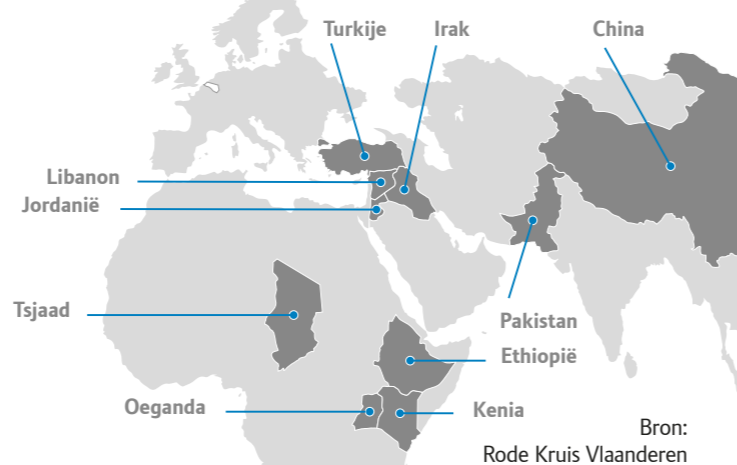 Turkije
Irak
China
Libanon
Jordanië
Tsjaad
Pakistan
Ethiopië
Oeganda
Kenia
Bron:
Rode Kruis Vlaanderen